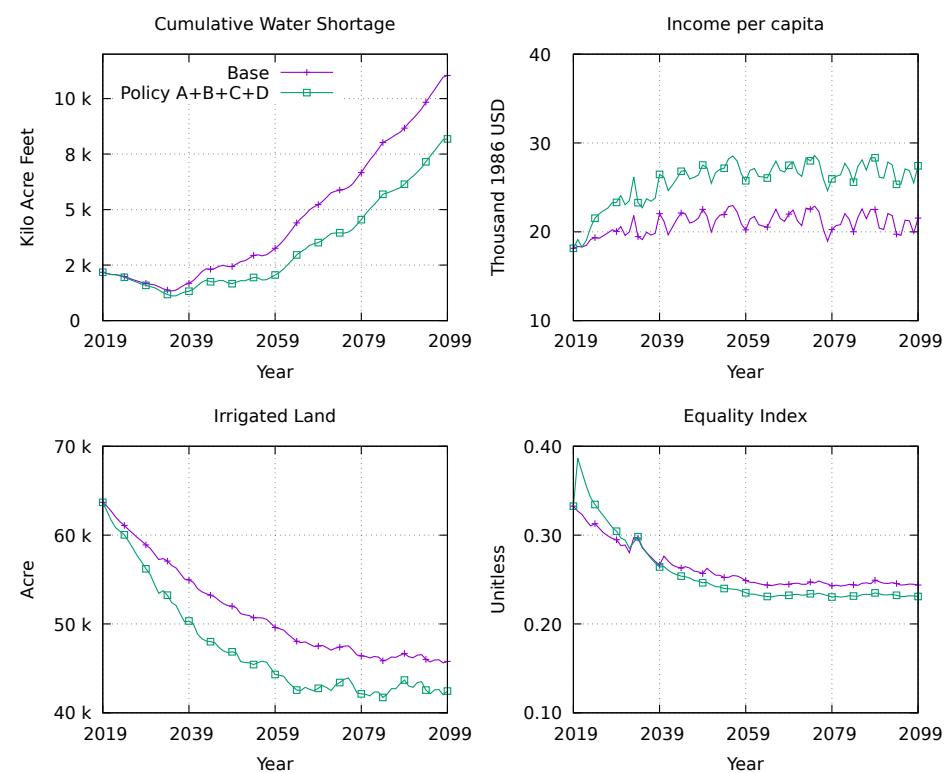 Cumulative Water Shortage
Kilo Acre Feet
10 k
8 k
5 k
2 k
0
Base
Policy A+B+C+D
2019 2039 2059 2079 2099
Year
Income per capita
Thousand 1986 USD
40
30
20
10
2019 2039 2059 2079 2099
Year
Irrigated Land
Acre
70 k
60 k
50 k
40 k
2019 2039 2059 2079 2099
Year
Equality Index
Unitless
0.40
0.30
0.20
0.10
2019 2039 2059 2079 2099
Year